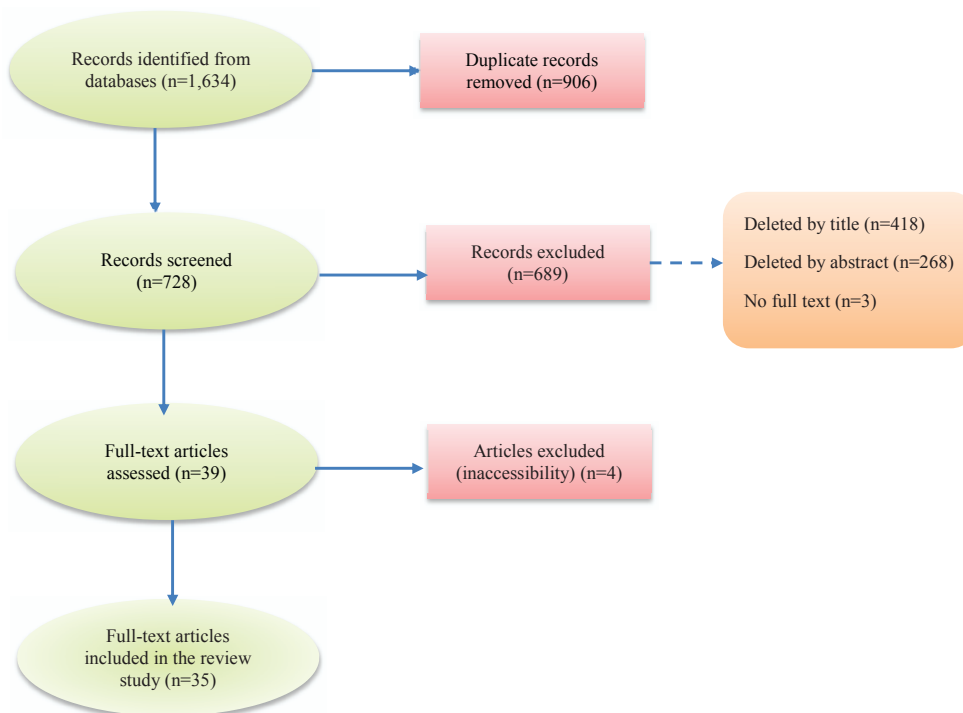 Records identified from
databases (n=1,634)
Duplicate records
removed (n=906)
Records screened
(n=728)
Records excluded
(n=689)
Deleted by title (n=418)
Deleted by abstract (n=268)
No full text (n=3)
Full-text articles
assessed (n=39)
Articles excluded
(inaccessibility) (n=4)
Full-text articles
included in the review
study (n=35)